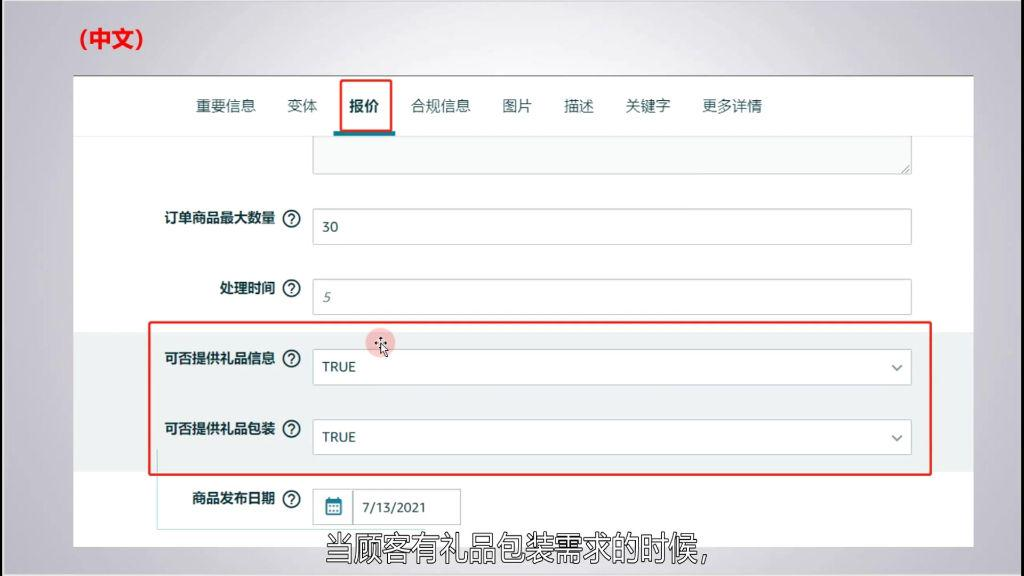 (中文)
重要信息 变体 报价 合规信息 图片 描述 关键字 更多详情
订单商品最大数量 ? 30
处理时间 ? 5
可否提供礼品信息 ? TRUE
可否提供礼品包装 ? TRUE
商品发布日期 ? 7/13/2021
当顾客有礼品包装需求的时候,